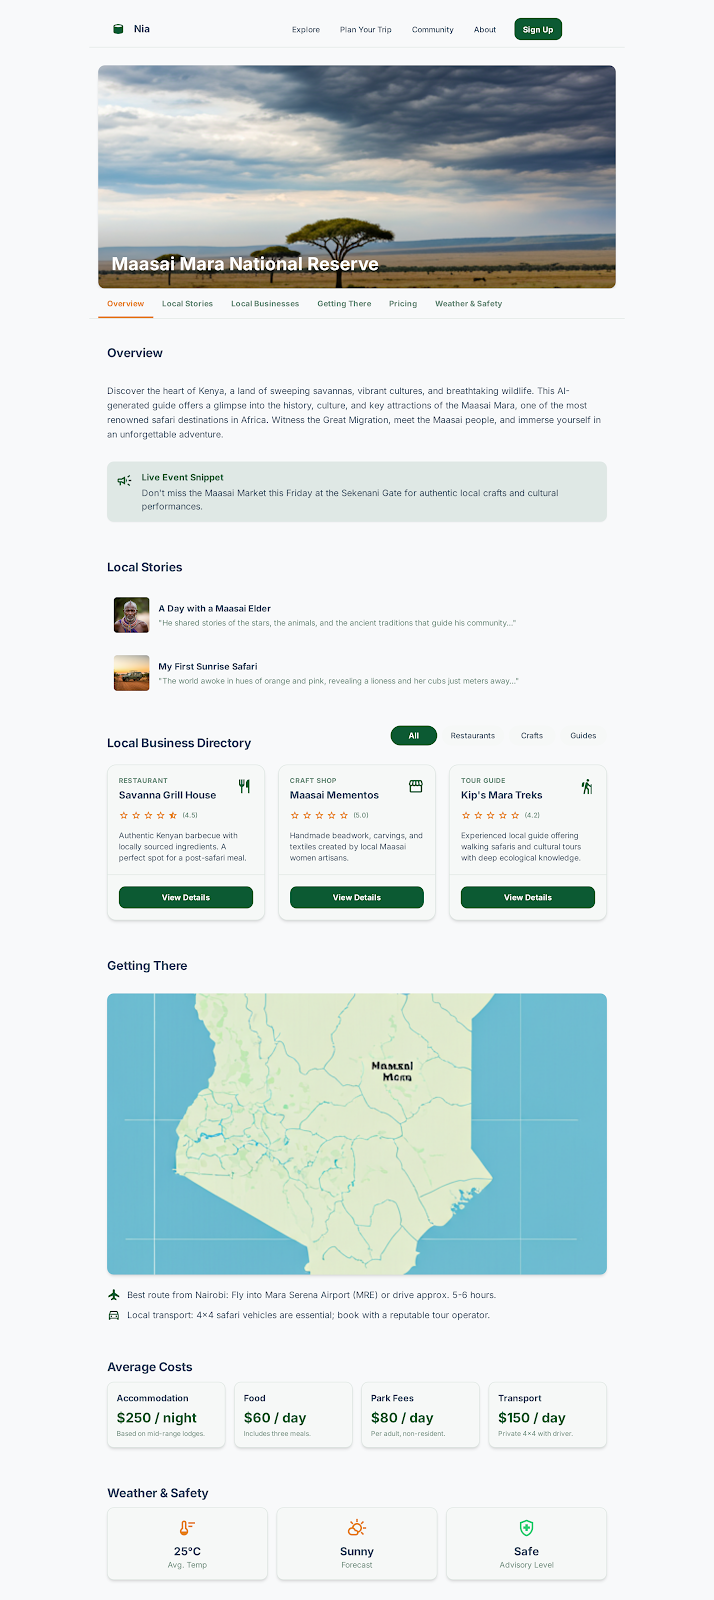 Nia
Explore
Plan Your Trip
Community
About
Sign Up
Maasai Mara National Reserve
Overview
Local Stories
Local Businesses
Getting There
Pricing
Weather & Safety
Overview
Discover the heart of Kenya, a land of sweeping savannas, vibrant cultures, and breathtaking wildlife. This AI-
generated guide offers a glimpse into the history, culture, and key attractions of the Maasai Mara, one of the most
renowned safari destinations in Africa. Witness the Great Migration, meet the Maasai people, and immerse yourself in
an unforgettable adventure.
Live Event Snippet
Don't miss the Maasai Market this Friday at the Sekenani Gate for authentic local crafts and cultural
performances.
Local Stories
A Day with a Maasai Elder
"He shared stories of the stars, the animals, and the ancient traditions that guide his community..."
My First Sunrise Safari
"The world awoke in hues of orange and pink, revealing a lioness and her cubs just meters away..."
Local Business Directory
All
Restaurants
Crafts
Guides
RESTAURANT
Savanna Grill House
(4.5)
Authentic Kenyan barbecue with
locally sourced ingredients. A
perfect spot for a post-safari meal.
View Details
CRAFT SHOP
Maasai Mementos
(5.0)
Handmade beadwork, carvings, and
textiles created by local Maasai
women artisans.
View Details
TOUR GUIDE
Kip's Mara Treks
(4.2)
Experienced local guide offering
walking safaris and cultural tours
with deep ecological knowledge.
View Details
Getting There
Best route from Nairobi: Fly into Mara Serena Airport (MRE) or drive approx. 5-6 hours.
Local transport: 4x4 safari vehicles are essential; book with a reputable tour operator.
Average Costs
Accommodation
$250 / night
Based on mid-range lodges.
Food
$60 / day
Includes three meals.
Park Fees
$80 / day
Per adult, non-resident.
Transport
$150 / day
Private 4x4 with driver.
Weather & Safety
25°C
Avg. Temp
Sunny
Forecast
Safe
Advisory Level